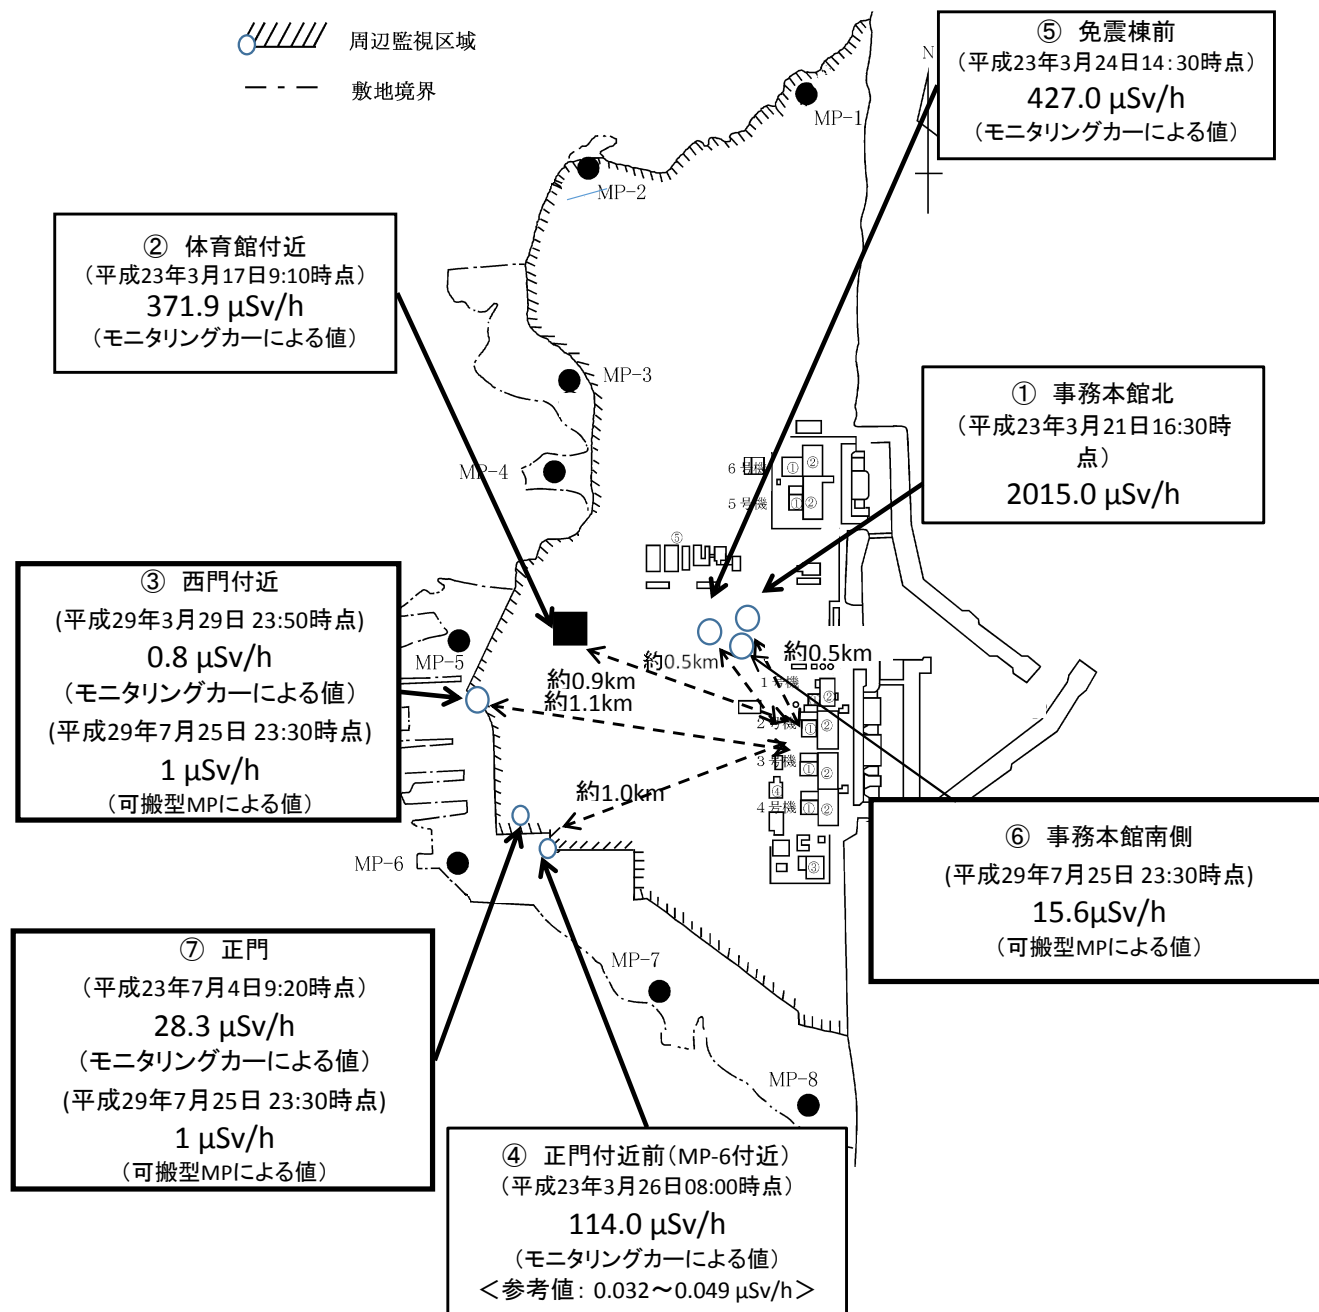 周辺監視区域
敷地境界
⑤ 免震棟前
（平成23年3月24日14:30時点）
427.0 µSv/h
（モニタリングカーによる値）
N
MP-1
MP-2
② 体育館付近
（平成23年3月17日9:10時点）
371.9 µSv/h
（モニタリングカーによる値）
MP-3
① 事務本館北
（平成23年3月21日16:30時
点）
2015.0 µSv/h
MP-4
6号機
① ②
5号機
① ②
⑤
③ 西門付近
(平成29年3月29日 23:50時点)
0.8 µSv/h
（モニタリングカーによる値）
(平成29年7月25日 23:30時点)
1 µSv/h
（可搬型MPによる値）
MP-5
約0.5km
約0.5km
約0.9km
約1.1km
1号機
②
2号機
① ②
3号機
① ②
④
4号機
① ②
③
約1.0km
MP-6
⑥ 事務本館南側
(平成29年7月25日 23:30時点)
15.6µSv/h
（可搬型MPによる値）
⑦ 正門
（平成23年7月4日9:20時点）
28.3 µSv/h
（モニタリングカーによる値）
(平成29年7月25日 23:30時点)
1 µSv/h
（可搬型MPによる値）
MP-7
MP-8
④ 正門付近前（MP-6付近）
（平成23年3月26日08:00時点）
114.0 µSv/h
（モニタリングカーによる値）
＜参考値：0.032～0.049 µSv/h＞